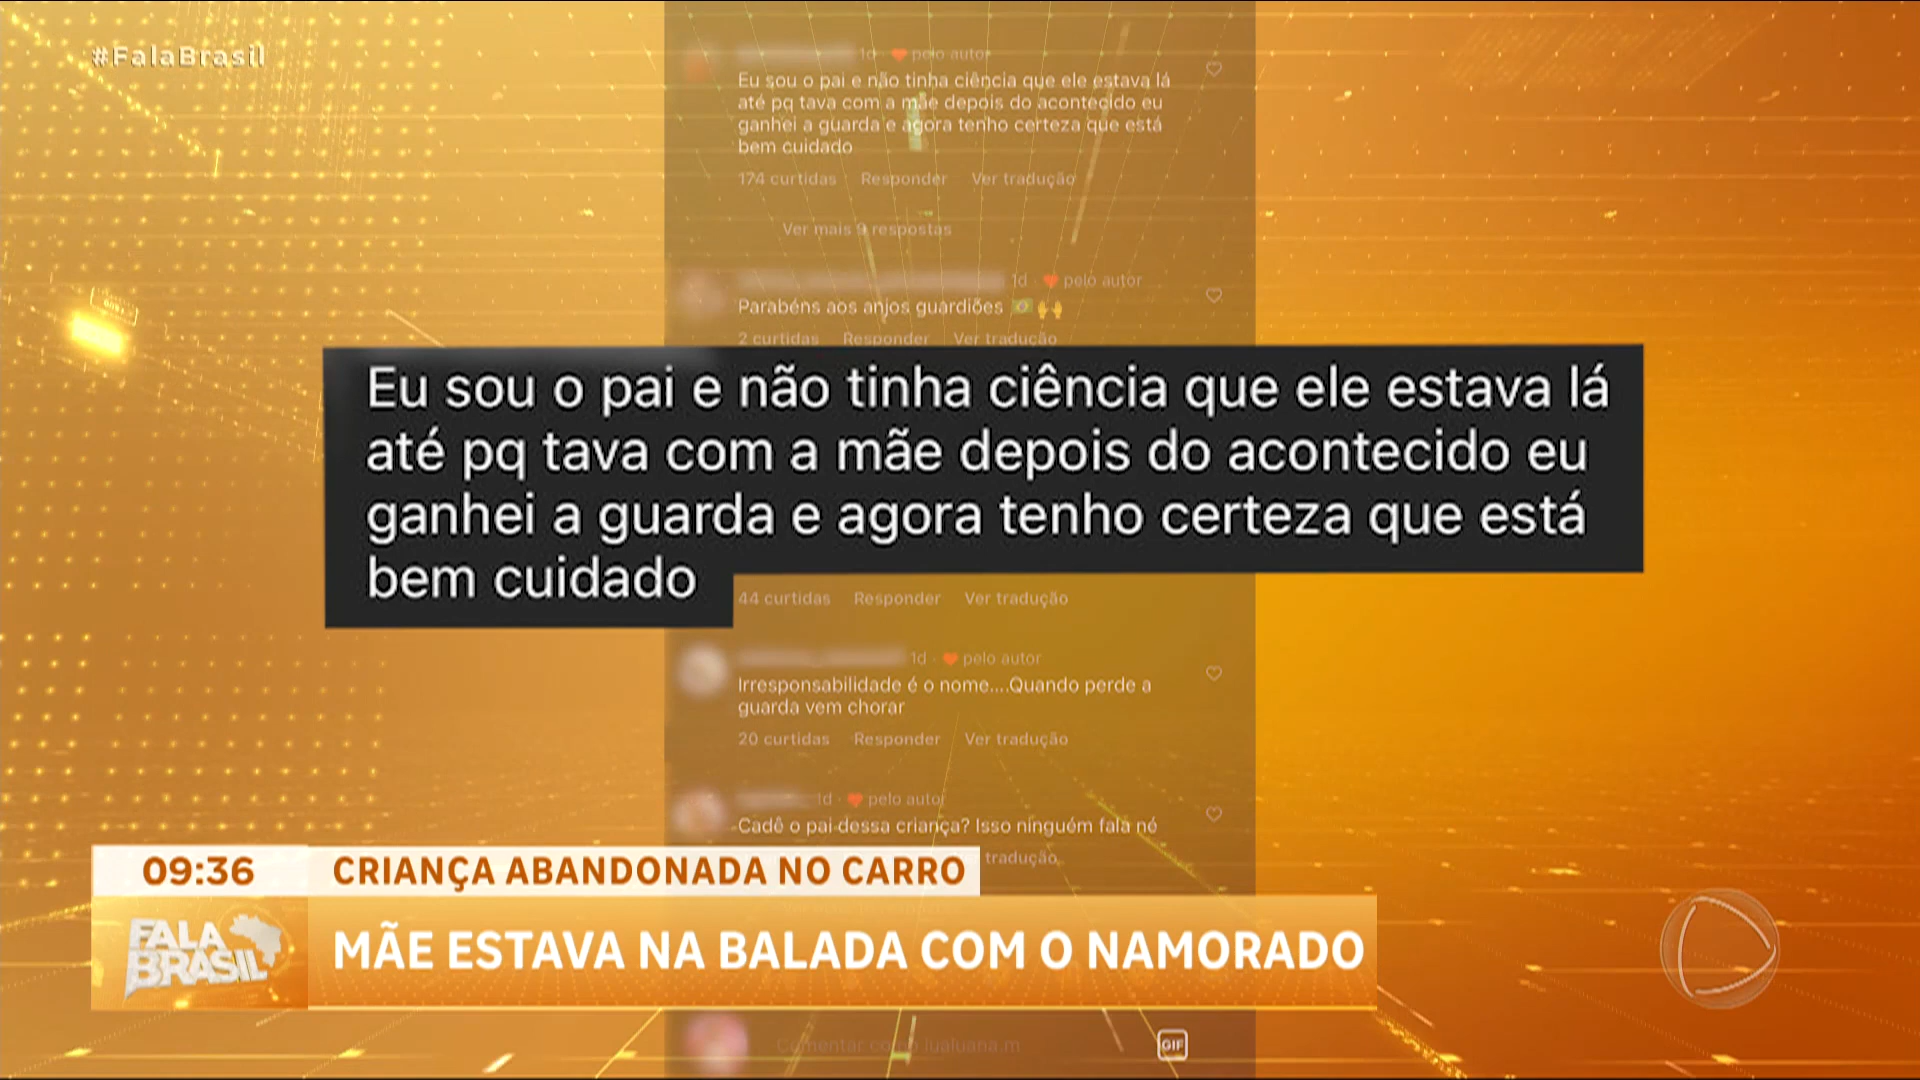 #FalaBrasil
1d pelo autor
Eu sou o pai e não tinha ciência que ele estava lá
até pq tava com a mãe depois do acontecido eu
ganhei a guarda e agora tenho certeza que está
bem cuidado
174 curtidas Responder Ver tradução
Ver mais 9 respostas
1d pelo autor
Parabéns aos anjos guardiões
2 curtidas Responder Ver tradução
Eu sou o pai e não tinha ciência que ele estava lá
até pq tava com a mãe depois do acontecido eu
ganhei a guarda e agora tenho certeza que está
bem cuidado
44 curtidas Responder Ver tradução
1d · pelo autor
Irresponsabilidade é o nome....Quando perde a
guarda vem chorar
20 curtidas Responder Ver tradução
1d · pelo autor
Cadê o pai dessa criança? Isso ninguém fala né
tradução
09:36 CRIANÇA ABANDONADA NO CARRO
FALA
BRASIL
MÃE ESTAVA NA BALADA COM O NAMORADO
Comentar como lualuana.m
GIF